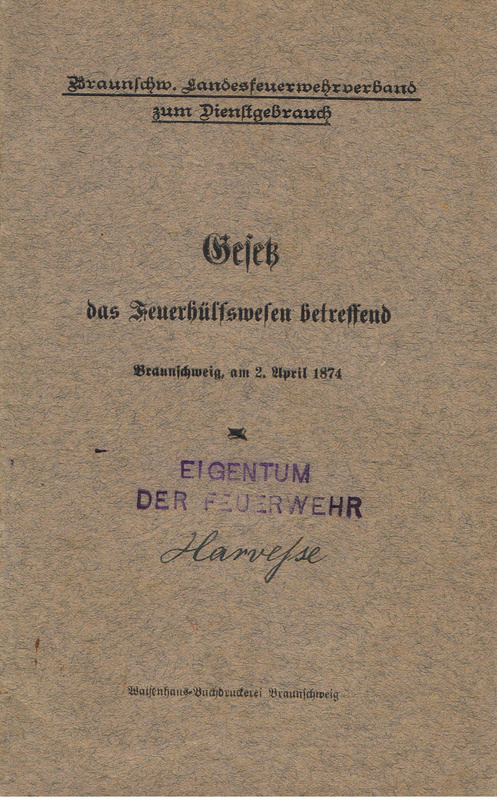 Braunschw. Landesfeuerwehrverband
zum Dienstgebrauch
Gesetz
das Feuerhülfswesen betreffend
Braunschweig, am 2. April 1874
EIGENTUM
DER FEUERWEHR
Harvesse
Waisenhaus-Buchdruckerei Braunschweig